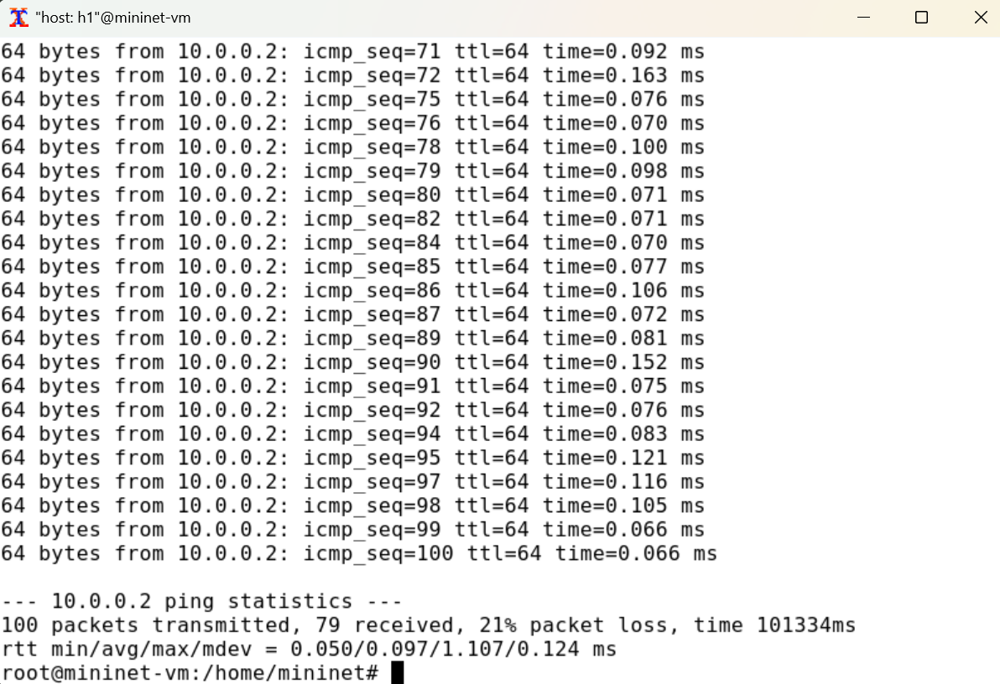 "host: h1"@mininet-vm
64 bytes from 10.0.0.2: icmp_seq=71 ttl=64 time=0.092 ms
64 bytes from 10.0.0.2: icmp_seq=72 ttl=64 time=0.163 ms
64 bytes from 10.0.0.2: icmp_seq=75 ttl=64 time=0.076 ms
64 bytes from 10.0.0.2: icmp_seq=76 ttl=64 time=0.070 ms
64 bytes from 10.0.0.2: icmp_seq=78 ttl=64 time=0.100 ms
64 bytes from 10.0.0.2: icmp_seq=79 ttl=64 time=0.098 ms
64 bytes from 10.0.0.2: icmp_seq=80 ttl=64 time=0.071 ms
64 bytes from 10.0.0.2: icmp_seq=82 ttl=64 time=0.071 ms
64 bytes from 10.0.0.2: icmp_seq=84 ttl=64 time=0.070 ms
64 bytes from 10.0.0.2: icmp_seq=85 ttl=64 time=0.077 ms
64 bytes from 10.0.0.2: icmp_seq=86 ttl=64 time=0.106 ms
64 bytes from 10.0.0.2: icmp_seq=87 ttl=64 time=0.072 ms
64 bytes from 10.0.0.2: icmp_seq=89 ttl=64 time=0.081 ms
64 bytes from 10.0.0.2: icmp_seq=90 ttl=64 time=0.152 ms
64 bytes from 10.0.0.2: icmp_seq=91 ttl=64 time=0.075 ms
64 bytes from 10.0.0.2: icmp_seq=92 ttl=64 time=0.076 ms
64 bytes from 10.0.0.2: icmp_seq=94 ttl=64 time=0.083 ms
64 bytes from 10.0.0.2: icmp_seq=95 ttl=64 time=0.121 ms
64 bytes from 10.0.0.2: icmp_seq=97 ttl=64 time=0.116 ms
64 bytes from 10.0.0.2: icmp_seq=98 ttl=64 time=0.105 ms
64 bytes from 10.0.0.2: icmp_seq=99 ttl=64 time=0.066 ms
64 bytes from 10.0.0.2: icmp_seq=100 ttl=64 time=0.066 ms
--- 10.0.0.2 ping statistics ---
100 packets transmitted, 79 received, 21% packet loss, time 101334ms
rtt min/avg/max/mdev = 0.050/0.097/1.107/0.124 ms
root@mininet-vm:/home/mininet#